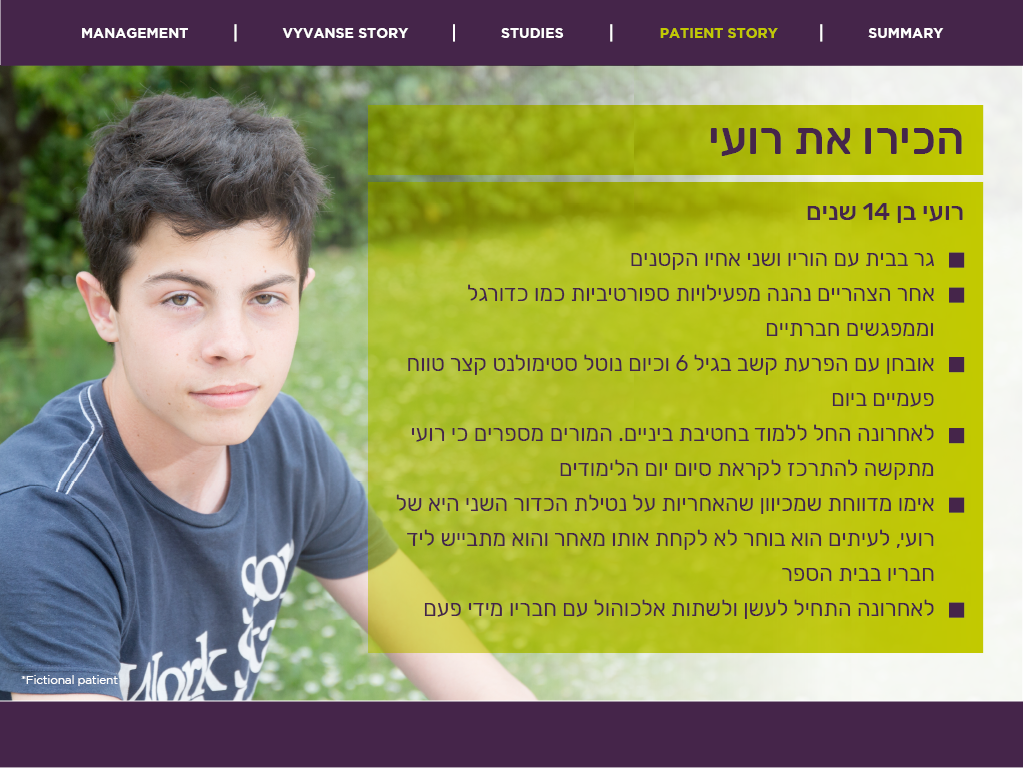 MANAGEMENT | VYVANSE STORY | STUDIES | PATIENT STORY | SUMMARY
הכירו את רועי
רועי בן 14 שנים
■ גר בבית עם הוריו ושני אחיו הקטנים
■ אחר הצהריים נהנה מפעילויות ספורטיביות כמו כדורגל
וממפגשים חברתיים
■ אובחן עם הפרעת קשב בגיל 6 וכיום נוטל סטימולנט קצר טווח
פעמיים ביום
■ לאחרונה החל ללמוד בחטיבת ביניים. המורים מספרים כי רועי
מתקשה להתרכז לקראת סיום יום הלימודים
■ אימו מדווחת שמכיוון שהאחריות על נטילת הכדור השני היא של
רועי, לעיתים הוא בוחר לא לקחת אותו מאחר והוא מתבייש ליד
חבריו בבית הספר
■ לאחרונה התחיל לעשן ולשתות אלכוהול עם חבריו מידי פעם
Work
*Fictional patient